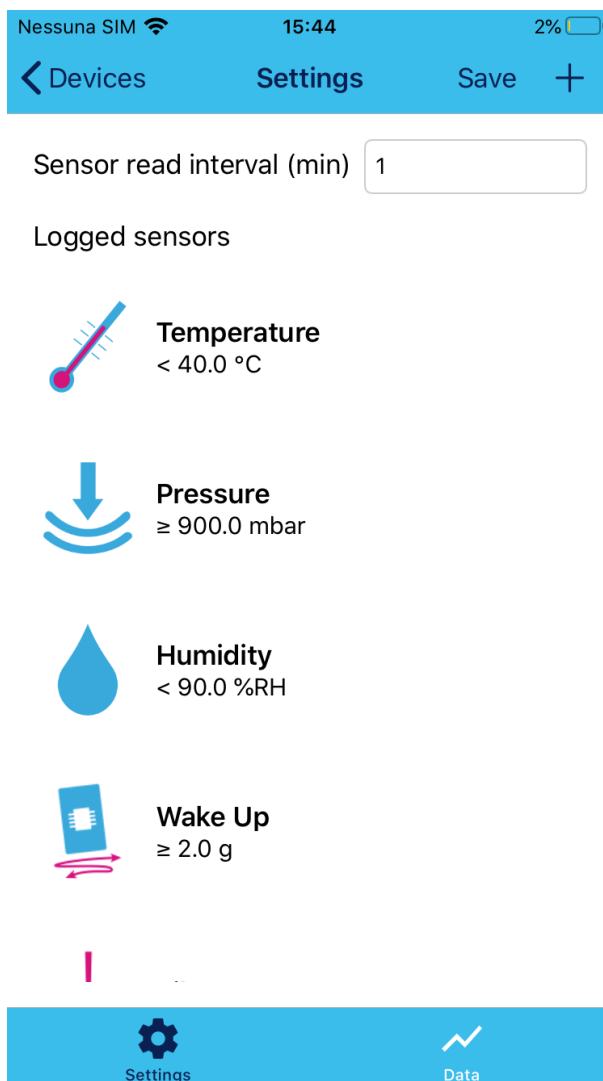 Nessuna SIM 15:44 2%
Devices Settings Save +
Sensor read interval (min) 1
Logged sensors
Temperature
< 40.0 °C
Pressure
≥ 900.0 mbar
Humidity
< 90.0 %RH
Wake Up
≥ 2.0 g
Settings Data